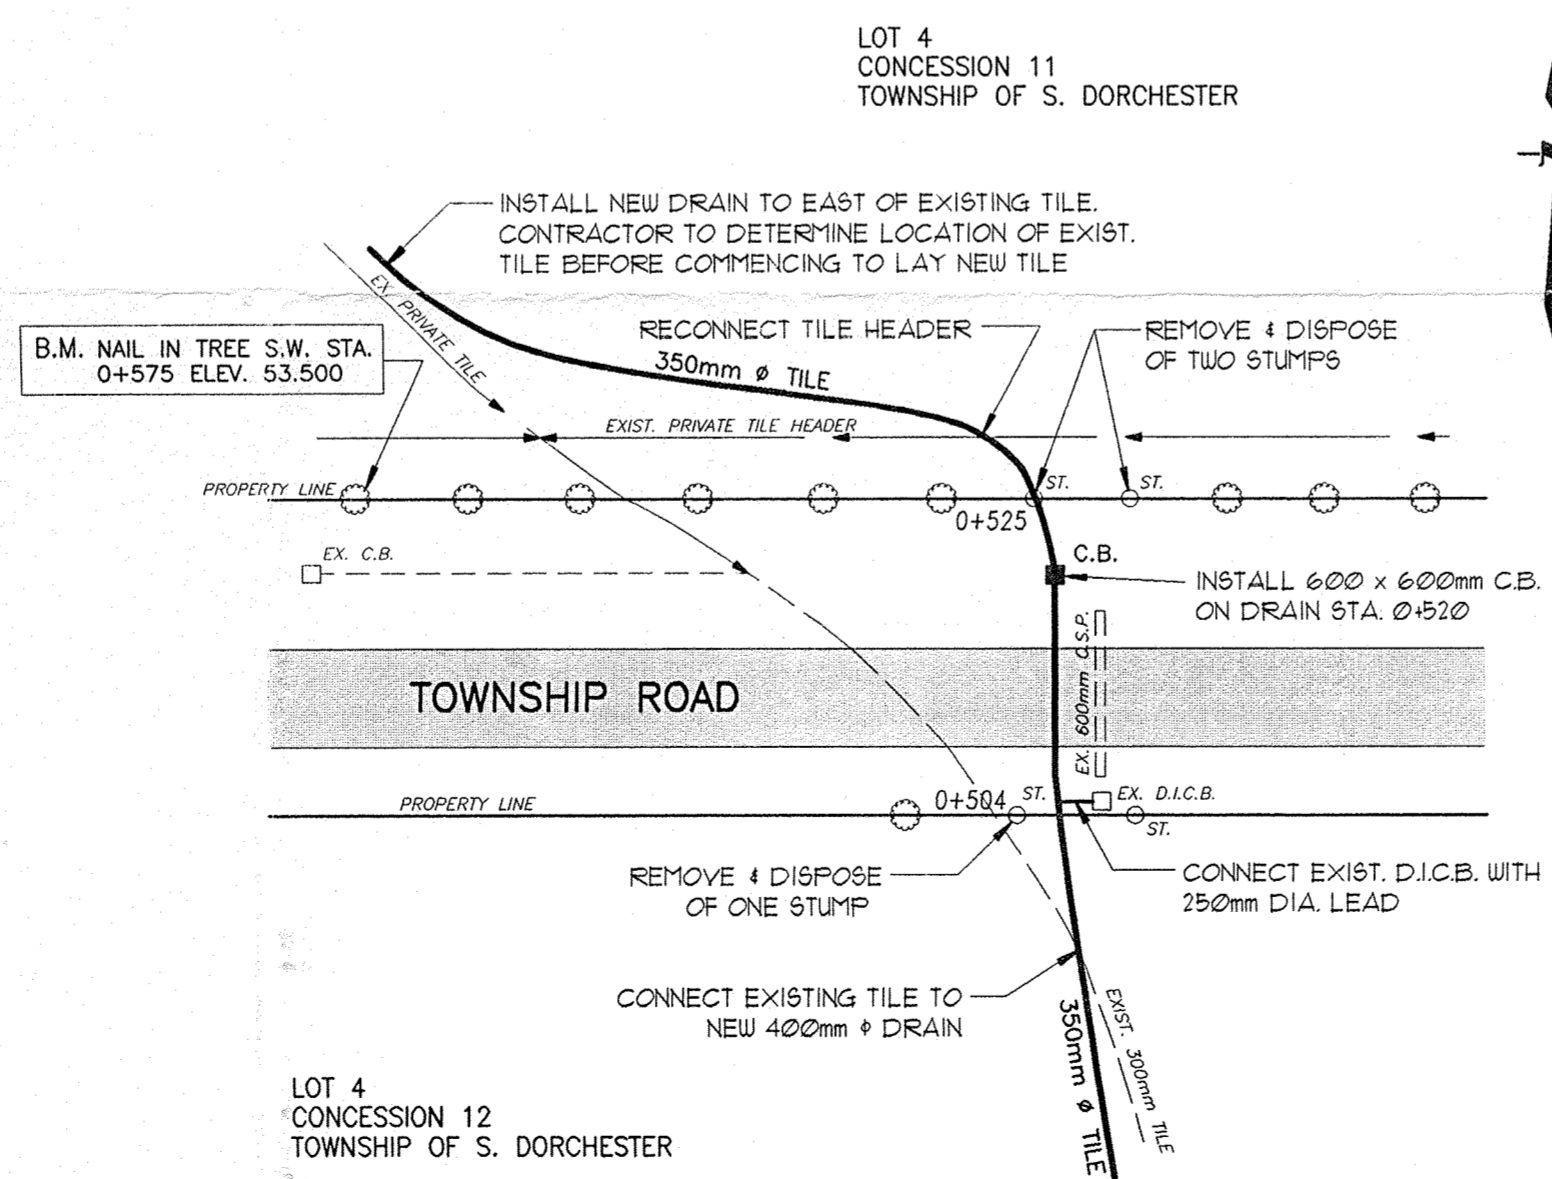 LOT 4
CONCESSION 11
TOWNSHIP OF S. DORCHESTER
INSTALL NEW DRAIN TO EAST OF EXISTING TILE.
CONTRACTOR TO DETERMINE LOCATION OF EXIST.
TILE BEFORE COMMENCING TO LAY NEW TILE
EX. PRIVATE TILE
B.M. NAIL IN TREE S.W. STA.
0+575 ELEV. 53.500
RECONNECT TILE HEADER
350mm ø TILE
REMOVE & DISPOSE
OF TWO STUMPS
EXIST. PRIVATE TILE HEADER
PROPERTY LINE
ST.
ST.
0+525
EX. C.B.
C.B.
INSTALL 600 x 600mm C.B.
ON DRAIN STA. 0+520
EX. 600mm C.S.P.
TOWNSHIP ROAD
PROPERTY LINE
0+504
ST.
EX. D.I.C.B.
ST.
REMOVE & DISPOSE
OF ONE STUMP
CONNECT EXIST. D.I.C.B. WITH
250mm DIA. LEAD
CONNECT EXISTING TILE TO
NEW 400mm ø DRAIN
350mm ø TILE
EXIST. 300mm TILE
LOT 4
CONCESSION 12
TOWNSHIP OF S. DORCHESTER